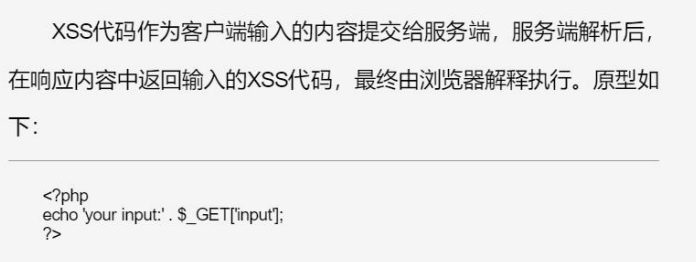 XSS代码作为客户端输入的内容提交给服务端，服务端解析后，
在响应内容中返回输入的XSS代码，最终由浏览器解释执行。原型如
下：
<?php
echo 'your input:' . $_GET['input'];
?>